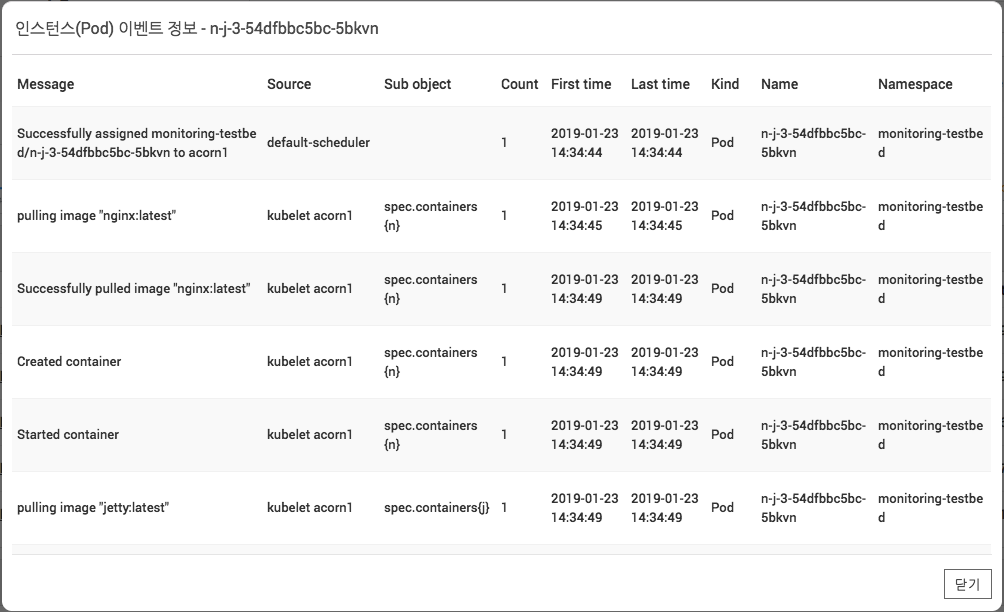 인스턴스(Pod) 이벤트 정보 - n-j-3-54dfbbc5bc-5bkvn
Message Source Sub object Count First time Last time Kind Name Namespace
Successfully assigned monitoring-testbe 2019-01-23 2019-01-23 n-j-3-54dfbbc5bc- monitoring-testbe
default-scheduler 1 Pod
d/n-j-3-54dfbbc5bc-5bkvn to acorn1 14:34:44 14:34:44 5bkvn d
spec.containers 2019-01-23 2019-01-23 n-j-3-54dfbbc5bc- monitoring-testbe
pulling image "nginx:latest" kubelet acorn1 1 Pod
{n} 14:34:45 14:34:45 5bkvn d
spec.containers 2019-01-23 2019-01-23 n-j-3-54dfbbc5bc- monitoring-testbe
Successfully pulled image "nginx:latest" kubelet acorn1 1 Pod
{n} 14:34:49 14:34:49 5bkvn d
spec.containers 2019-01-23 2019-01-23 n-j-3-54dfbbc5bc- monitoring-testbe
Created container kubelet acorn1 1 Pod
{n} 14:34:49 14:34:49 5bkvn d
spec.containers 2019-01-23 2019-01-23 n-j-3-54dfbbc5bc- monitoring-testbe
Started container kubelet acorn1 1 Pod
{n} 14:34:49 14:34:49 5bkvn d
2019-01-23 2019-01-23 n-j-3-54dfbbc5bc- monitoring-testbe
pulling image "jetty:latest" kubelet acorn1 spec.containers{j} 1 Pod
14:34:49 14:34:49 5bkvn d
닫기